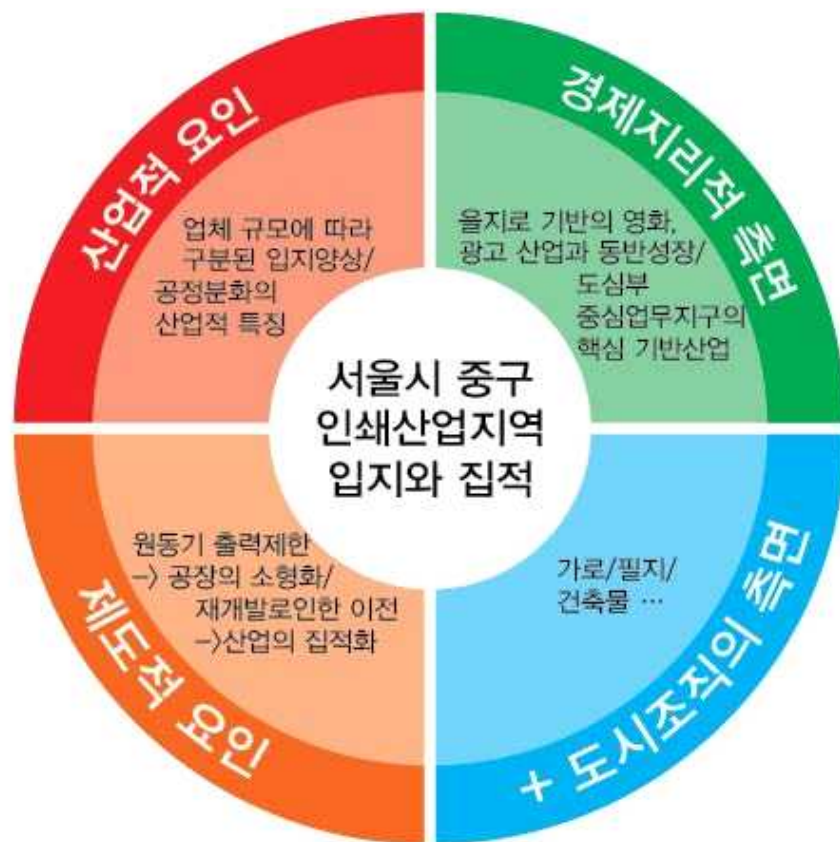 산업적 요인
업체 규모에 따라
구분된 입지양상/
공정분화의
산업적 특징
경제지리적 측면
을지로 기반의 영화,
광고 산업과 동반성장/
도심부
중심업무지구의
핵심 기반산업
서울시 중구
인쇄산업지역
입지와 집적
제도적 요인
원동기 출력제한
-> 공장의 소형화/
재개발로인한 이전
->산업의 집적화
+ 도시조직의 측면
가로/필지/
건축물 …